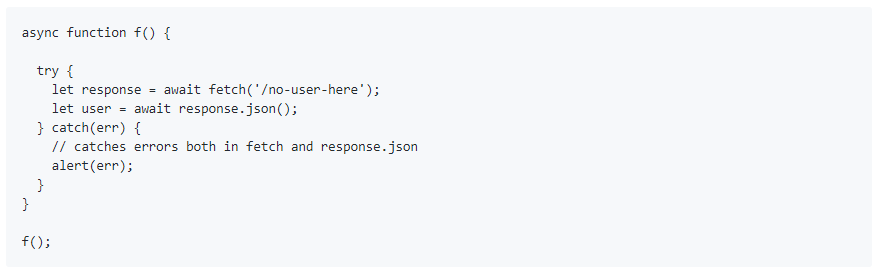 async function f() {
try {
let response = await fetch('/no-user-here');
let user = await response.json();
} catch(err) {
// catches errors both in fetch and response.json
alert(err);
}
}
f();